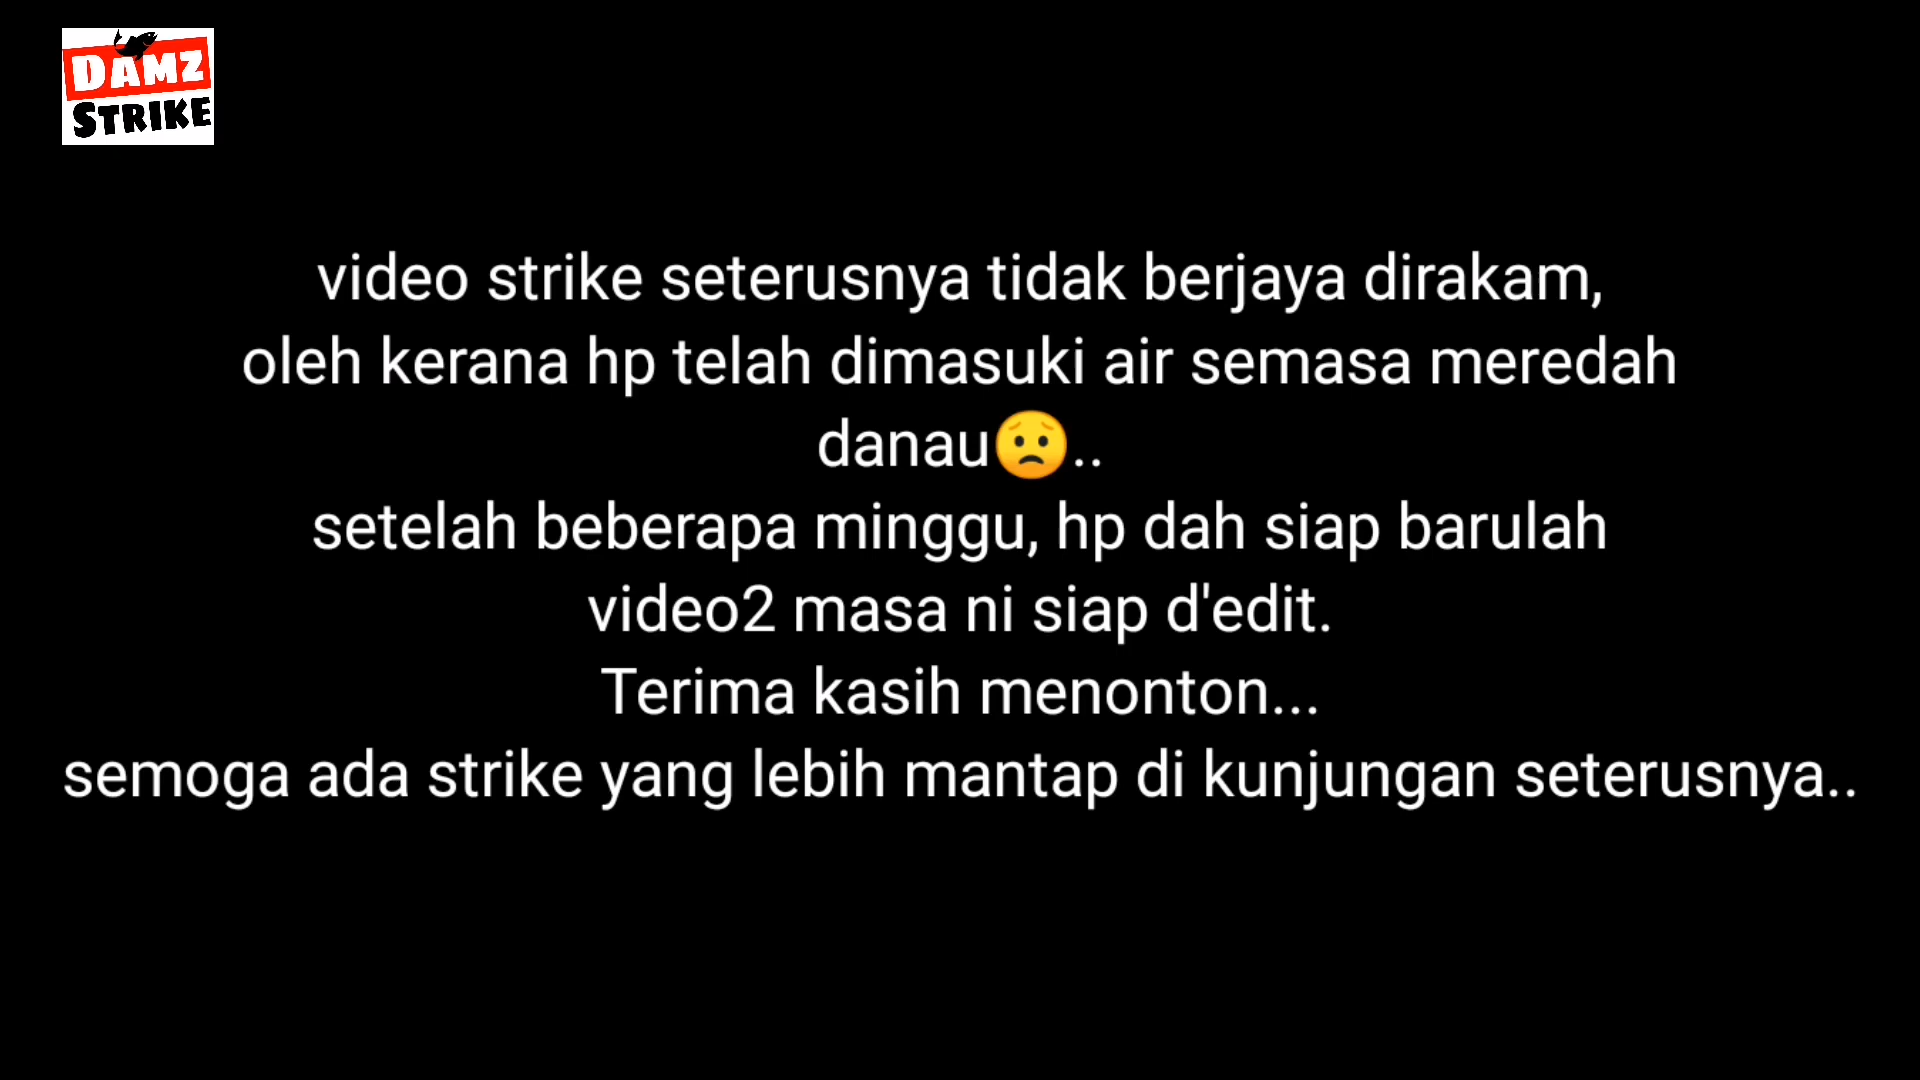 DAMZ
STRIKE
video strike seterusnya tidak berjaya dirakam,
oleh kerana hp telah dimasuki air semasa meredah
danau😟..
setelah beberapa minggu, hp dah siap barulah
video2 masa ni siap d'edit.
Terima kasih menonton...
semoga ada strike yang lebih mantap di kunjungan seterusnya..